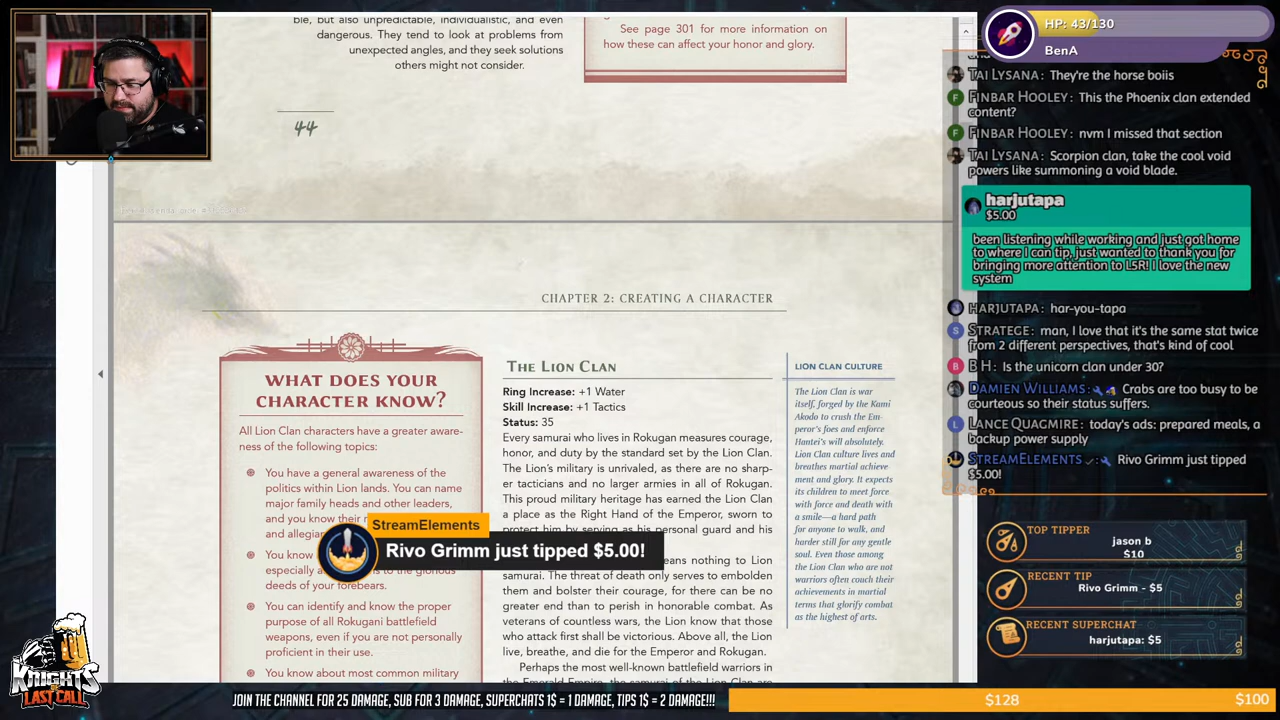 ble, but also unpredictable, individualistic, and even
dangerous. They tend to look at problems from
unexpected angles, and they seek solutions
others might not consider.
44
See page 301 for more information on
how these can affect your honor and glory.
CHAPTER 2: CREATING A CHARACTER
WHAT DOES YOUR
CHARACTER KNOW?
All Lion Clan characters have a greater aware-
ness of the following topics:
You have a general awareness of the
politics within Lion lands. You can name
major family heads and other leaders,
and you know their
and allegian
You know
especially
deeds of your forebears.
You can identify and know the proper
purpose of all Rokugani battlefield
weapons, even if you are not personally
proficient in their use.
You know about most common military
THE LION CLAN
Ring Increase: +1 Water
Skill Increase: +1 Tactics
Status: 35
Every samurai who lives in Rokugan measures courage,
honor, and duty by the standard set by the Lion Clan.
The Lion's military is unrivaled, as there are no sharp-
er tacticians and no larger armies in all of Rokugan.
This proud military heritage has earned the Lion Clan
a place as the Right Hand of the Emperor, sworn to
protect him by serving as his personal guard and his
eans nothing to Lion
samurai. The threat of death only serves to embolden
them and bolster their courage, for there can be no
greater end than to perish in honorable combat. As
veterans of countless wars, the Lion know that those
who attack first shall be victorious. Above all, the Lion
live, breathe, and die for the Emperor and Rokugan.
Perhaps the most well-known battlefield warriors in
the Emerald Empire, the samurai of the Lion Clan are
LION CLAN CULTURE
The Lion Clan is war
itself, forged by the Kami
Akodo to crush the Em-
peror's foes and enforce
Hantei's will absolutely.
Lion Clan culture lives and
breathes martial achieve
ment and glory. It expects
its children to meet force
with force and death with
a smile—a hard path
for anyone to walk, and
harder still for any gentle
soul. Even those among
the Lion Clan who are not
warriors often couch their
achievements in martial
terms that glorify combat
as the highest of arts.
StreamElements
Rivo Grimm just tipped $5.00!
HP: 43/130
BenA
TAI LYSANA: They're the horse boiis
FINBAR HOOLEY: This the Phoenix clan extended
content?
FINBAR HOOLEY: nvm I missed that section
TAI LYSANA: Scorpion clan, take the cool void
powers like summoning a void blade.
harjutapa
$5.00
been listening while working and just got home
to where I can tip, just wanted to thank you for
bringing more attention to L5R! I love the new
system
HARJUTAPA: har-you-tapa
STRATEGE: man, I love that it's the same stat twice
from 2 different perspectives, that's kind of cool
B H: Is the unicorn clan under 30?
DAMIEN WILLIAMS: Crabs are too busy to be
courteous so their status suffers.
LANCE QUAGMIRE: today's ads: prepared meals, a
backup power supply
STREAMELEMENTS: Rivo Grimm just tipped
$5.00!
TOP TIPPER
jason b
$10
RECENT TIP
Rivo Grimm - $5
RECENT SUPERCHAT
harjutapa: $5
KNIGHTS
LAST CALL
JOIN THE CHANNEL FOR 25 DAMAGE, SUB FOR 3 DAMAGE, SUPERCHATS 1$ = 1 DAMAGE, TIPS 1$ = 2 DAMAGE!!!
$128
$100